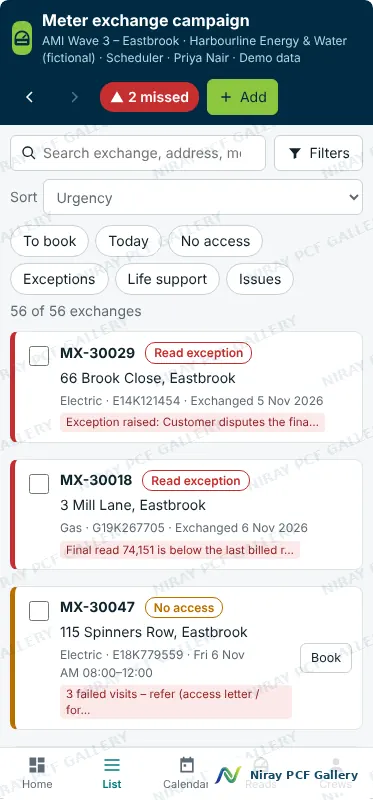 Meter exchange campaign
AMI Wave 3 – Eastbrook · Harbourline Energy & Water
(fictional) · Scheduler · Priya Nair · Demo data
2 missed
Add
Search exchange, address, m
Filters
Sort
Urgency
To book
Today
No access
Exceptions
Life support
Issues
56 of 56 exchanges
MX-30029
Read exception
66 Brook Close, Eastbrook
Electric · E14K121454 · Exchanged 5 Nov 2026
Exception raised: Customer disputes the fina...
MX-30018
Read exception
3 Mill Lane, Eastbrook
Gas · G19K267705 · Exchanged 6 Nov 2026
Final read 74,151 is below the last billed r...
MX-30047
No access
115 Spinners Row, Eastbrook
Electric · E18K779559 · Fri 6 Nov
AM 08:00–12:00
Book
3 failed visits – refer (access letter /
for...
Home
List
Calendar
Reads
Crews
Niray PCF Gallery
NIRAY PCF GALLERY